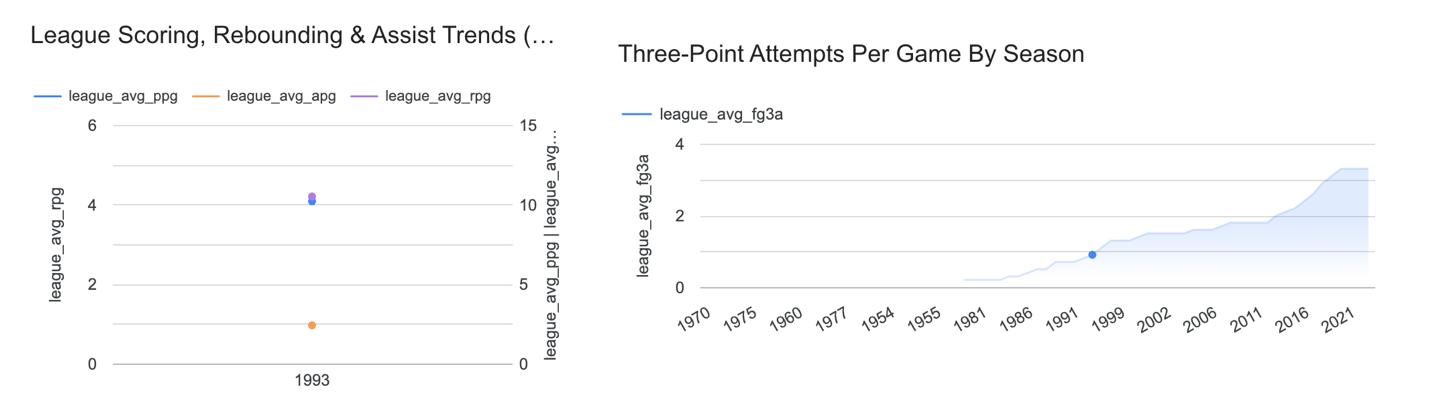 League Scoring, Rebounding & Assist Trends (…
league_avg_ppg league_avg_apg league_avg_rpg
6
4
2
0
league_avg_rpg
15
10
5
0
league_avg_ppg | league_avg…
1993
Three-Point Attempts Per Game By Season
league_avg_fg3a
4
2
0
league_avg_fg3a
1970 1975 1960 1977 1954 1955 1981 1986 1991 1999 2002 2006 2011 2016 2021